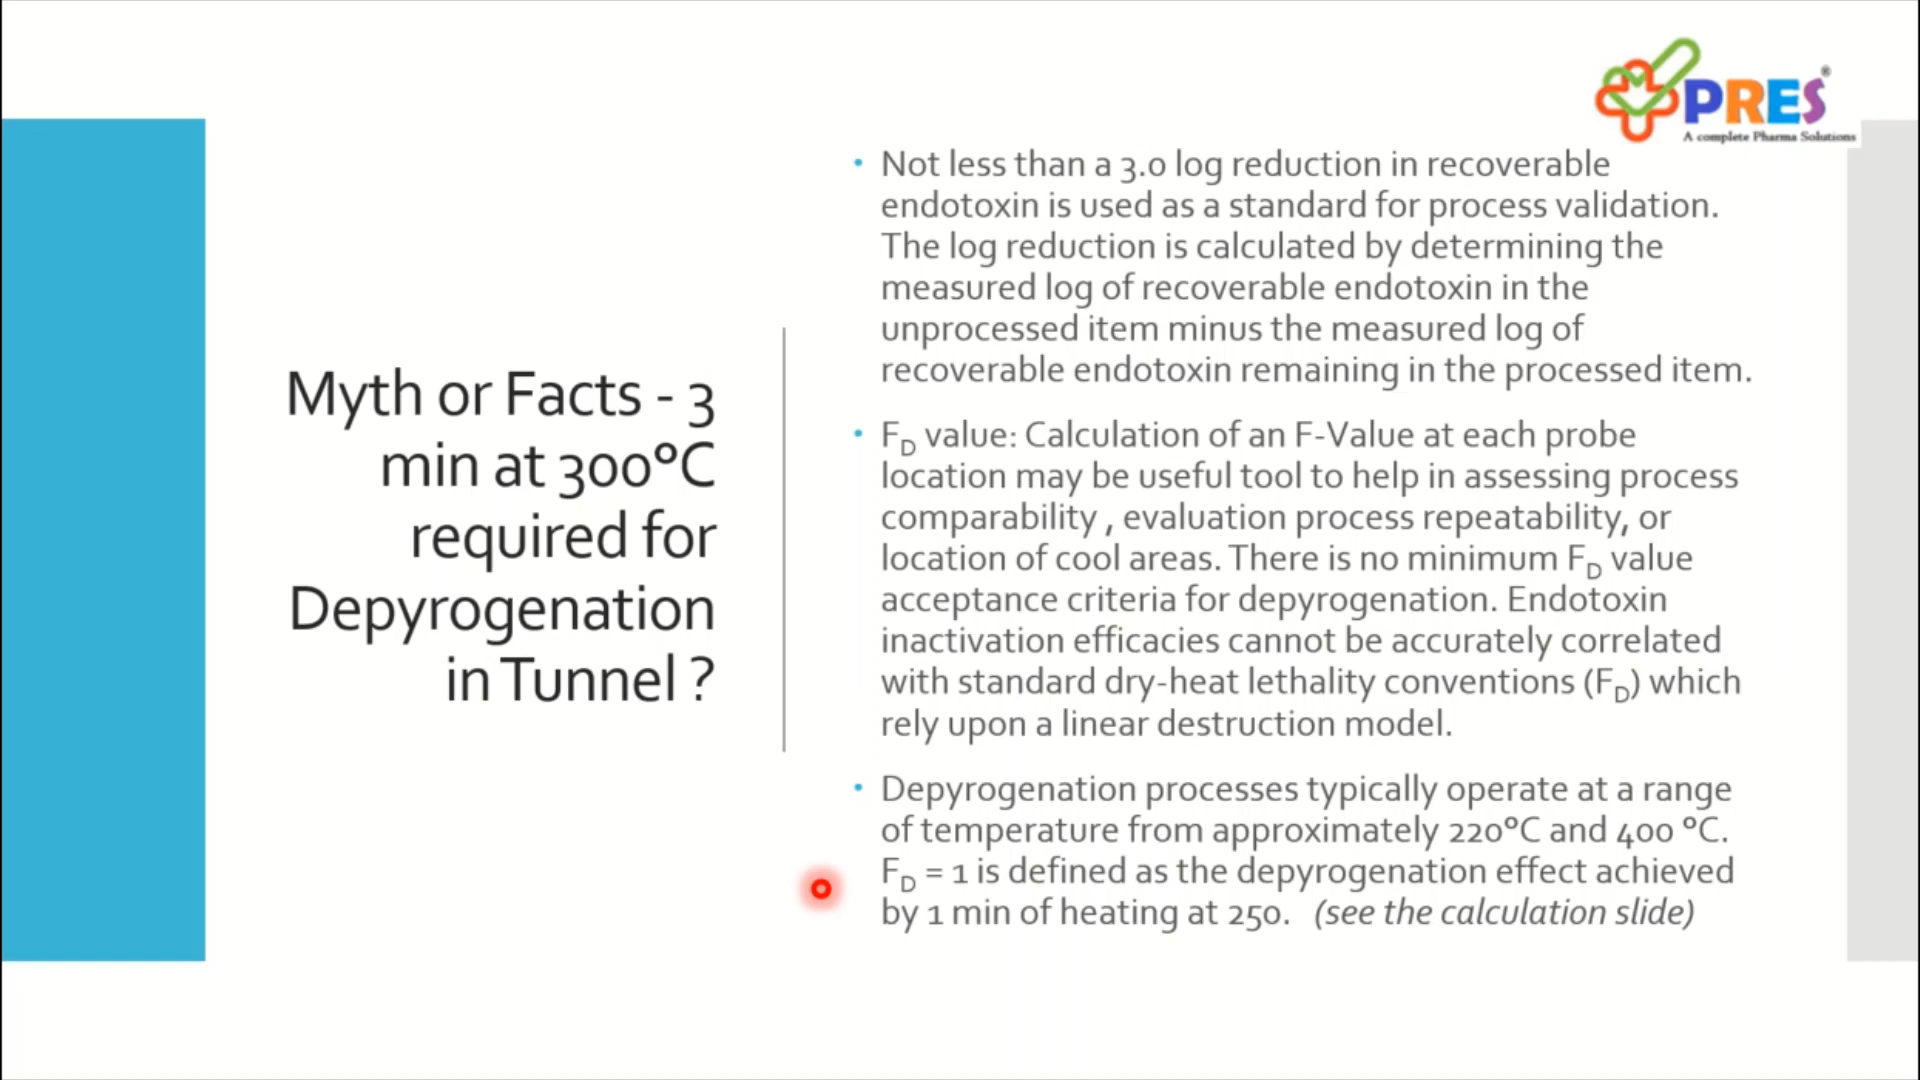 PRES®
A complete Pharma Solutions
Myth or Facts - 3
min at 300°C
required for
Depyrogenation
in Tunnel ?
• Not less than a 3.0 log reduction in recoverable
endotoxin is used as a standard for process validation.
The log reduction is calculated by determining the
measured log of recoverable endotoxin in the
unprocessed item minus the measured log of
recoverable endotoxin remaining in the processed item.
• FD value: Calculation of an F-Value at each probe
location may be useful tool to help in assessing process
comparability , evaluation process repeatability, or
location of cool areas. There is no minimum FD value
acceptance criteria for depyrogenation. Endotoxin
inactivation efficacies cannot be accurately correlated
with standard dry-heat lethality conventions (FD) which
rely upon a linear destruction model.
• Depyrogenation processes typically operate at a range
of temperature from approximately 220°C and 400 °C.
FD = 1 is defined as the depyrogenation effect achieved
by 1 min of heating at 250. (see the calculation slide)